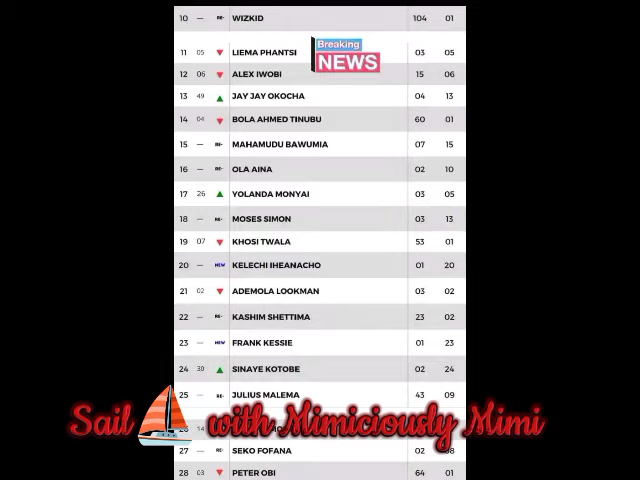 10 — RE- WIZKID 104 01
Breaking
NEWS
11 05 LIEMA PHANTSI 03 05
12 06 ALEX IWOBI 15 06
13 49 JAY JAY OKOCHA 04 13
14 04 BOLA AHMED TINUBU 60 01
15 — RE- MAHAMUDU BAWUMIA 07 15
16 — RE- OLA AINA 02 10
17 26 YOLANDA MONYAI 03 05
18 — RE- MOSES SIMON 03 13
19 07 KHOSI TWALA 53 01
20 — NEW KELECHI IHEANACHO 01 20
21 02 ADEMOLA LOOKMAN 03 02
22 — RE- KASHIM SHETTIMA 23 02
23 — NEW FRANK KESSIE 01 23
24 30 SINAYE KOTOBE 02 24
25 — RE- JULIUS MALEMA 43 09
Sail with Mimiciously Mimi
26 14
27 — RE- SEKO FOFANA 02 08
28 03 PETER OBI 64 01